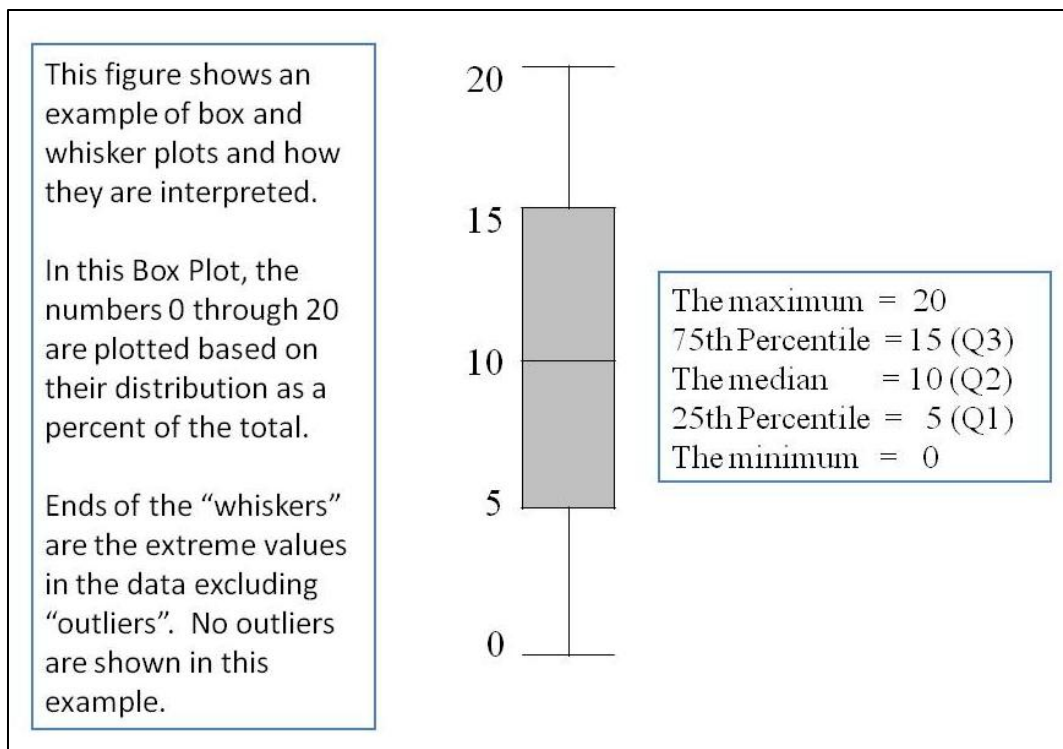 This figure shows an
example of box and
whisker plots and how
they are interpreted.
In this Box Plot, the
numbers 0 through 20
are plotted based on
their distribution as a
percent of the total.
Ends of the “whiskers”
are the extreme values
in the data excluding
“outliers”.  No outliers
are shown in this
example.
20
15
10
5
0
The maximum = 20
75th Percentile = 15 (Q3)
The median = 10 (Q2)
25th Percentile = 5 (Q1)
The minimum = 0